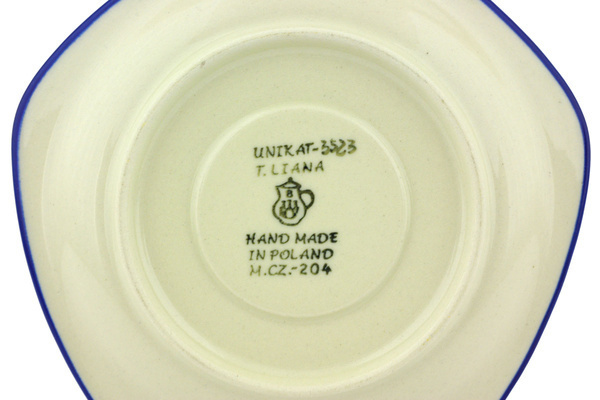 UNIKAT-3523
T. LIANA
HAND MADE
IN POLAND
M.CZ.-204